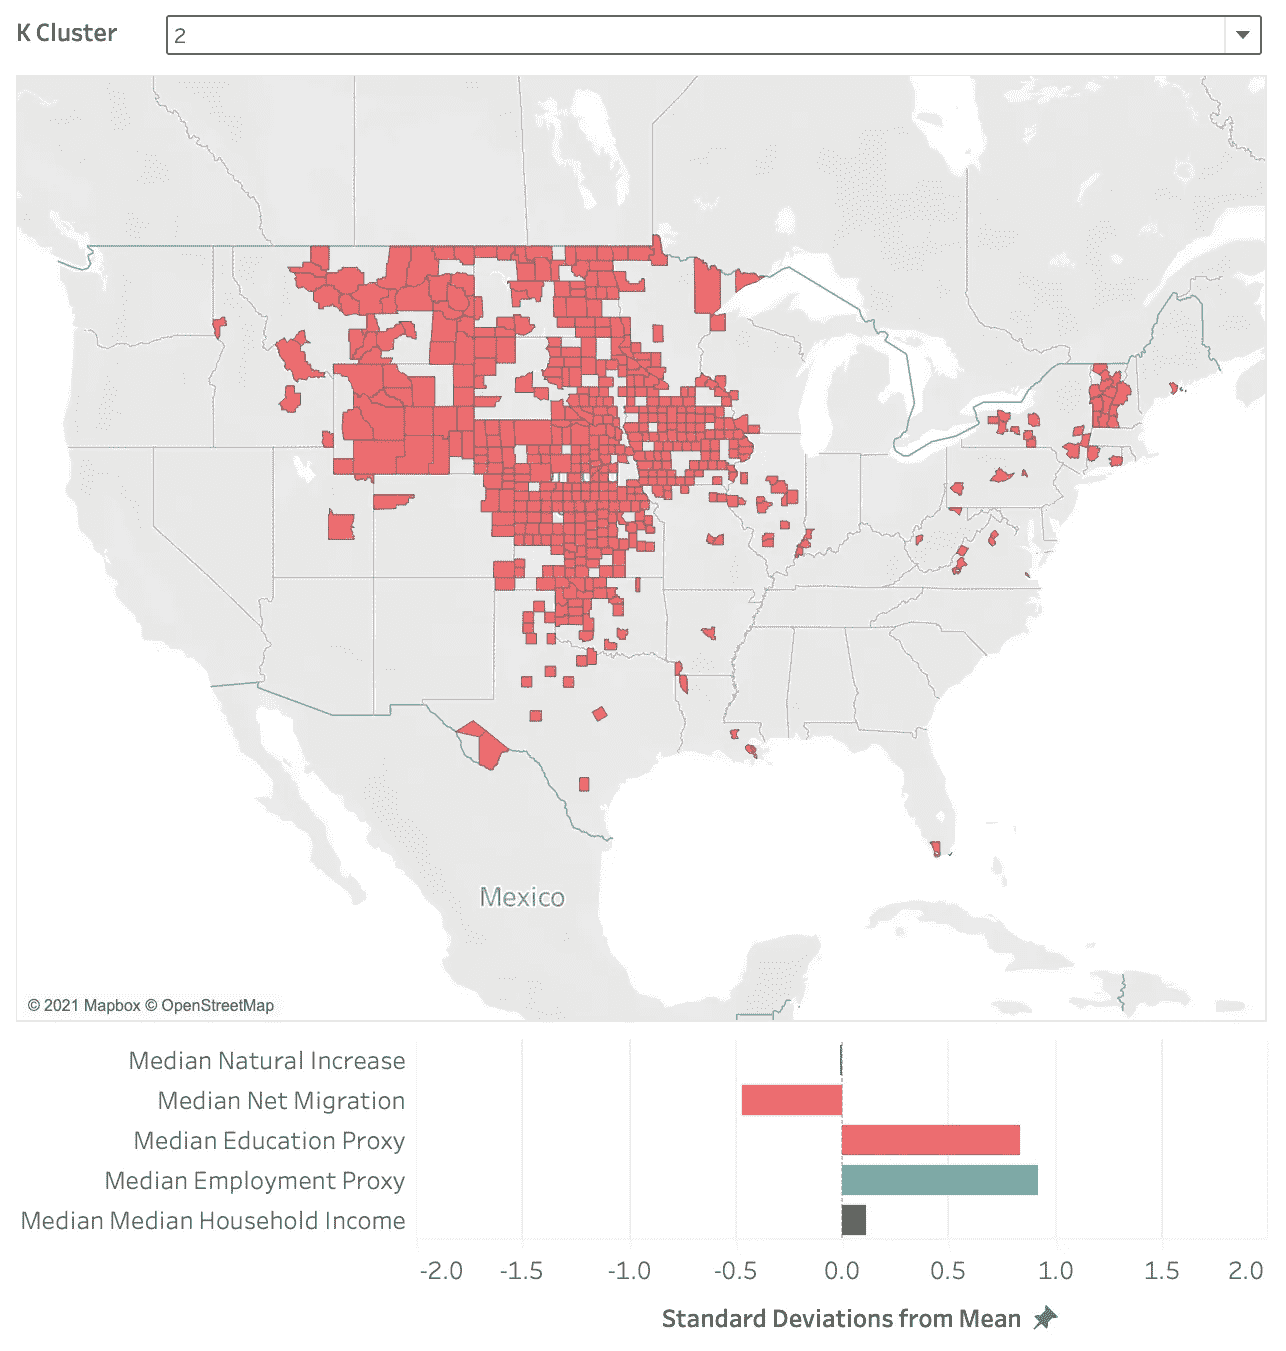 K Cluster
2
Mexico
© 2021 Mapbox © OpenStreetMap
Median Natural Increase
Median Net Migration
Median Education Proxy
Median Employment Proxy
Median Median Household Income
-2.0 -1.5 -1.0 -0.5 0.0 0.5 1.0 1.5 2.0
Standard Deviations from Mean